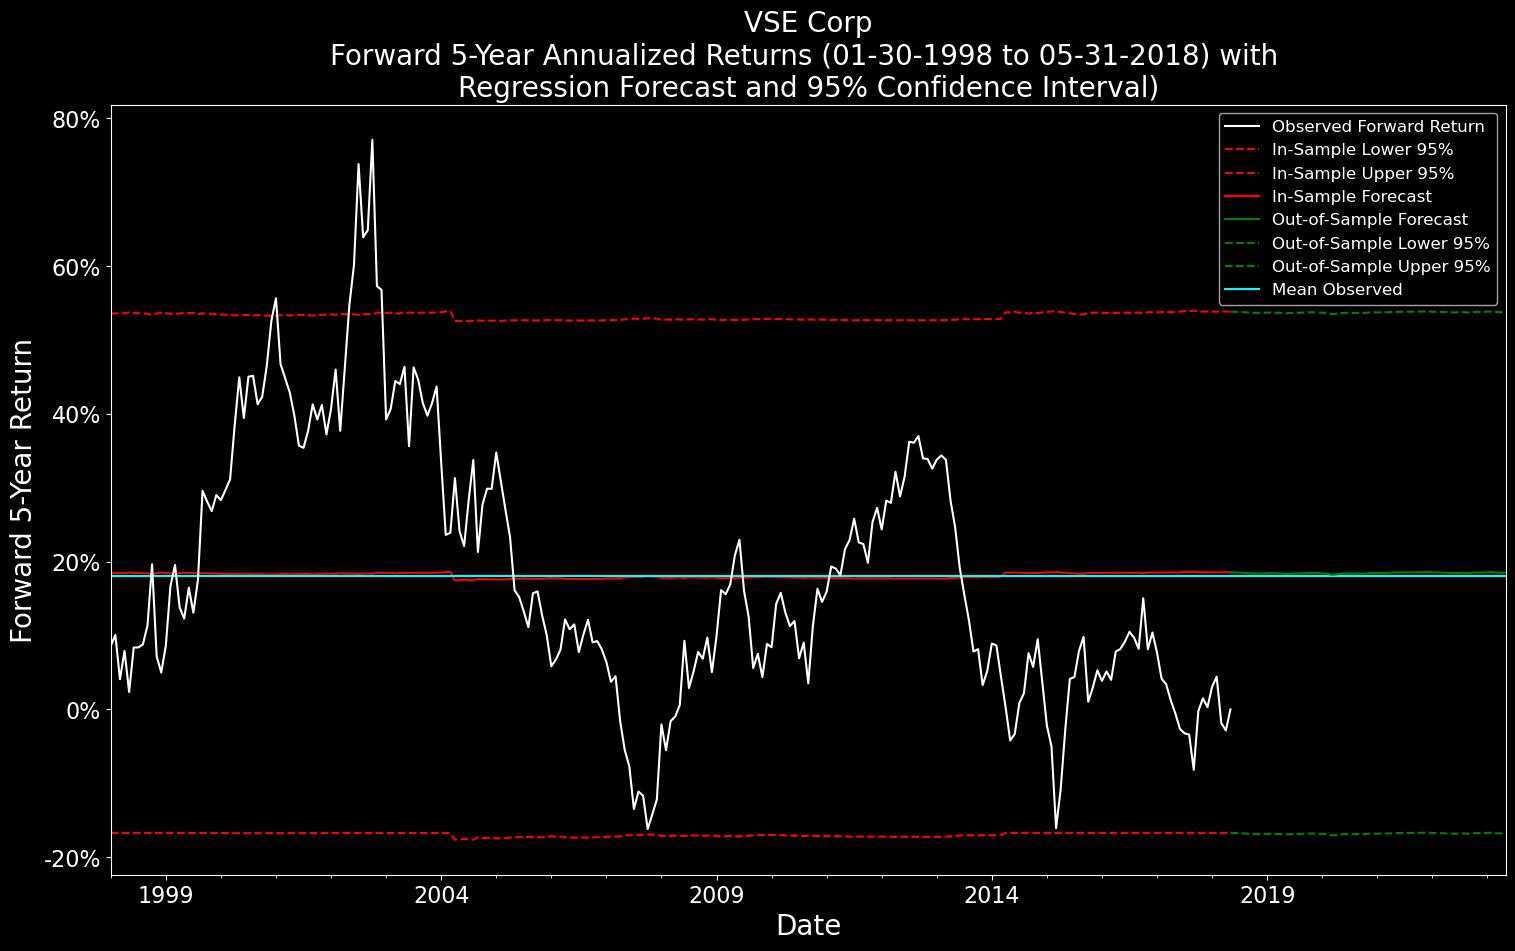 VSE Corp
Forward 5-Year Annualized Returns (01-30-1998 to 05-31-2018) with
Regression Forecast and 95% Confidence Interval)
80%
60%
40%
20%
0%
-20%
Forward 5-Year Return
Observed Forward Return
In-Sample Lower 95%
In-Sample Upper 95%
In-Sample Forecast
Out-of-Sample Forecast
Out-of-Sample Lower 95%
Out-of-Sample Upper 95%
Mean Observed
1999
2004
2009
2014
2019
Date